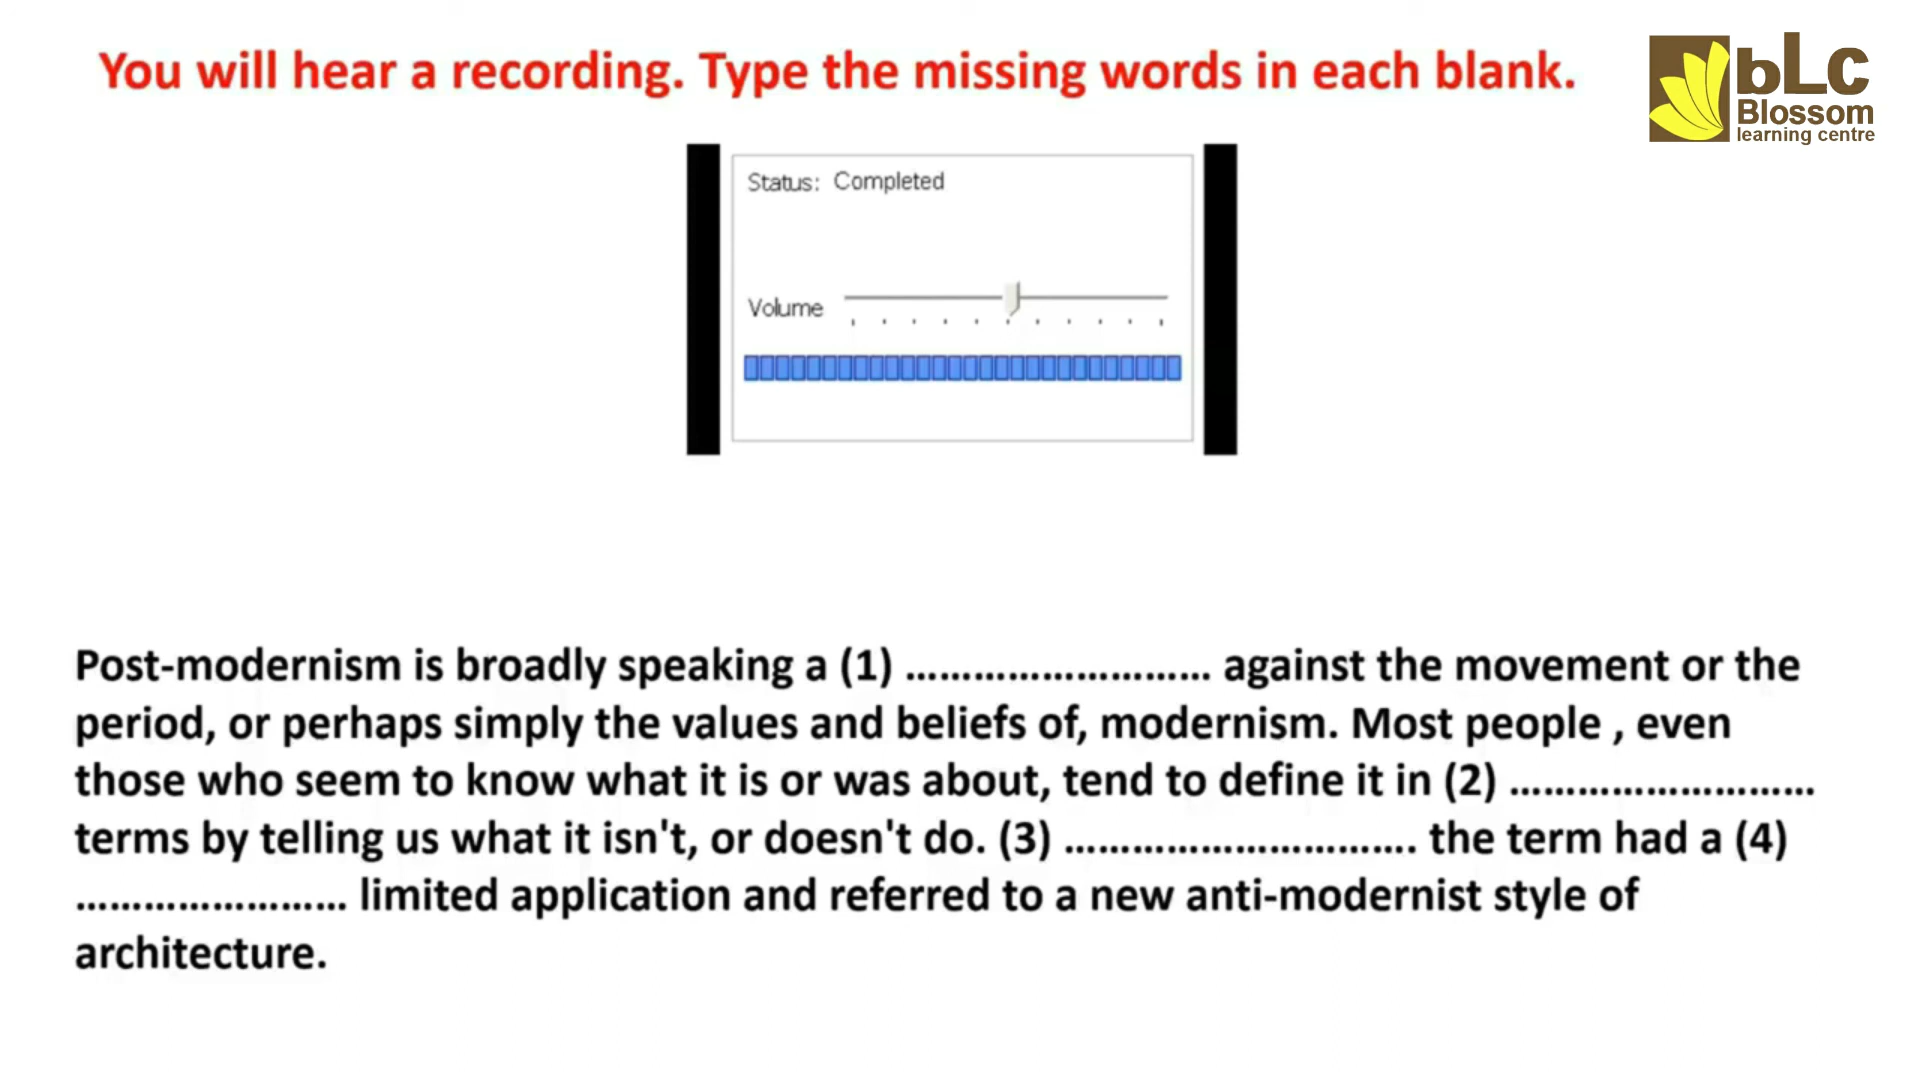 You will hear a recording. Type the missing words in each blank.
bLc
Blossom
learning centre
Status: Completed
Volume
Post-modernism is broadly speaking a (1) ........................... against the movement or the
period, or perhaps simply the values and beliefs of, modernism. Most people , even
those who seem to know what it is or was about, tend to define it in (2) ...........................
terms by telling us what it isn't, or doesn't do. (3) ............................... the term had a (4)
........................ limited application and referred to a new anti-modernist style of
architecture.